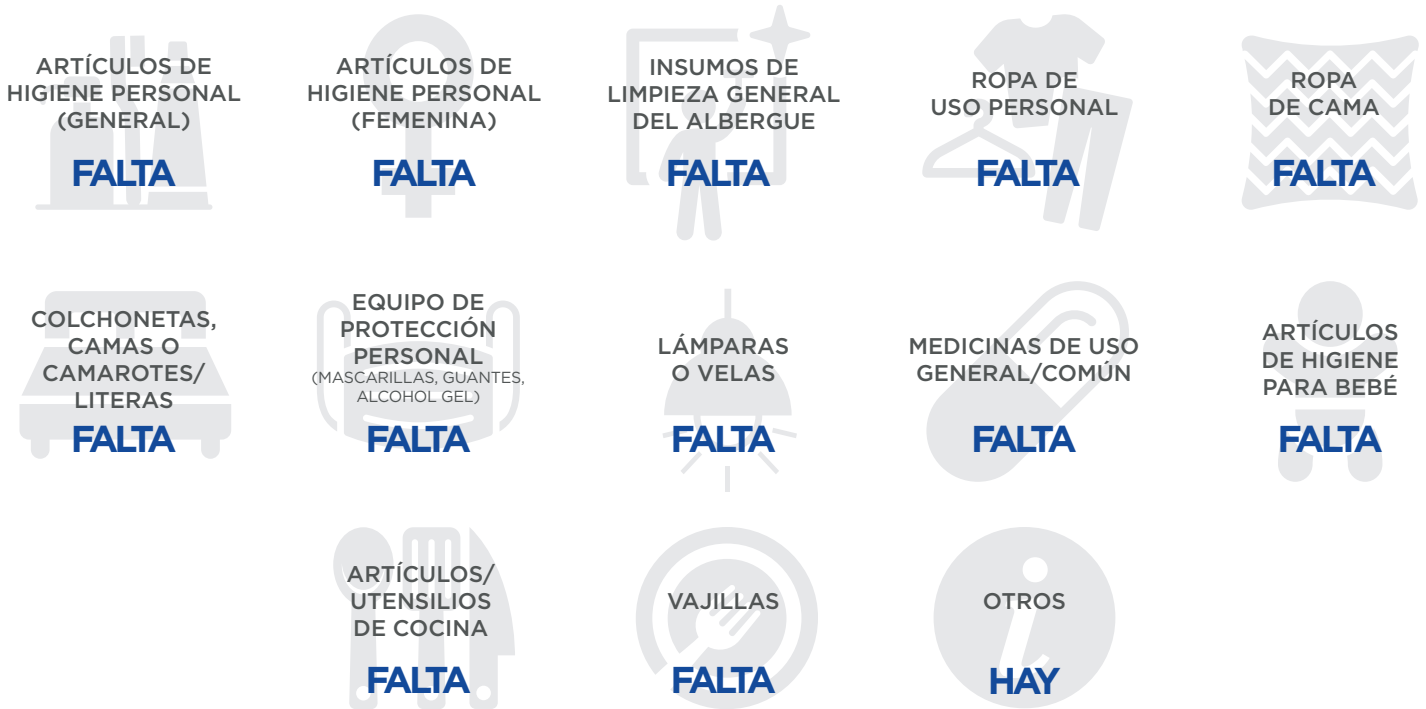 ARTÍCULOS DE
HIGIENE PERSONAL
(GENERAL)
FALTA
ARTÍCULOS DE
HIGIENE PERSONAL
(FEMENINA)
FALTA
INSUMOS DE
LIMPIEZA GENERAL
DEL ALBERGUE
FALTA
ROPA DE
USO PERSONAL
FALTA
ROPA
DE CAMA
FALTA
COLCHONETAS,
CAMAS O
CAMAROTES/
LITERAS
FALTA
EQUIPO DE
PROTECCIÓN
PERSONAL
(MASCARILLAS, GUANTES,
ALCOHOL GEL)
FALTA
LÁMPARAS
O VELAS
FALTA
MEDICINAS DE USO
GENERAL/COMÚN
FALTA
ARTÍCULOS
DE HIGIENE
PARA BEBÉ
FALTA
ARTÍCULOS/
UTENSILIOS
DE COCINA
FALTA
VAJILLAS
FALTA
OTROS
HAY